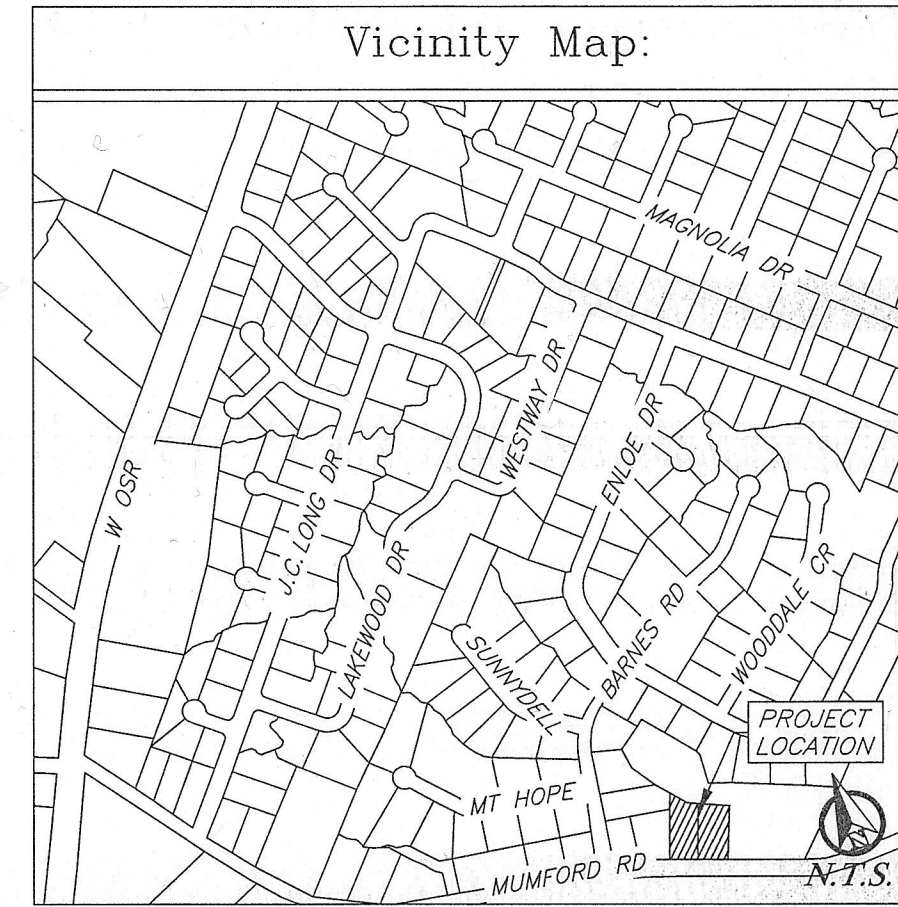 Vicinity Map:
MAGNOLIA DR
WESTWAY DR
ENLOE DR
W OSR
J.C.LONG DR
LAKEWOOD DR
BARNES RD
WOODDALE CR
SUNNYDELL
PROJECT
LOCATION
MT HOPE
N
MUMFORD RD
N.T.S.